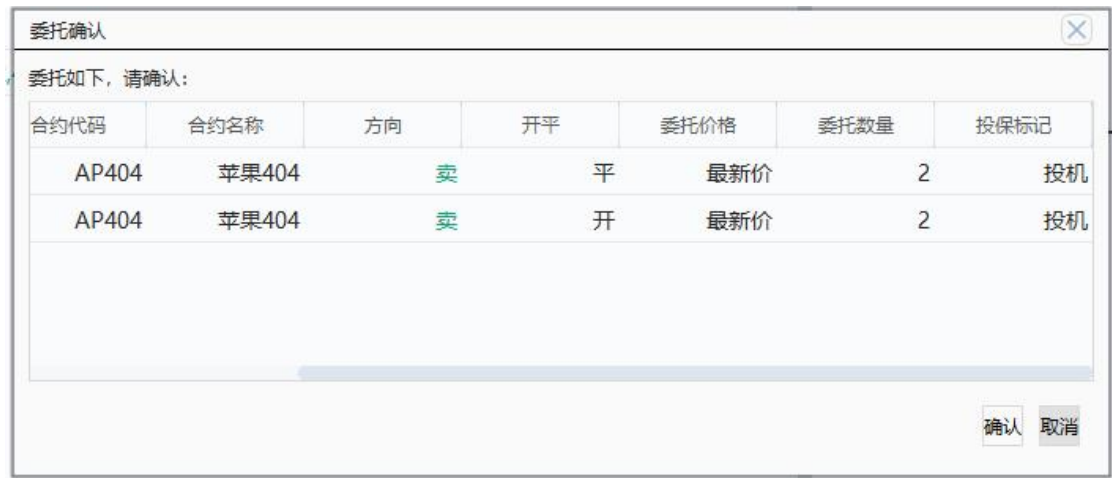 委托确认
委托如下，请确认：
合约代码 合约名称 方向 开平 委托价格 委托数量 投保标记
AP404 苹果404 卖 平 最新价 2 投机
AP404 苹果404 卖 开 最新价 2 投机
确认 取消